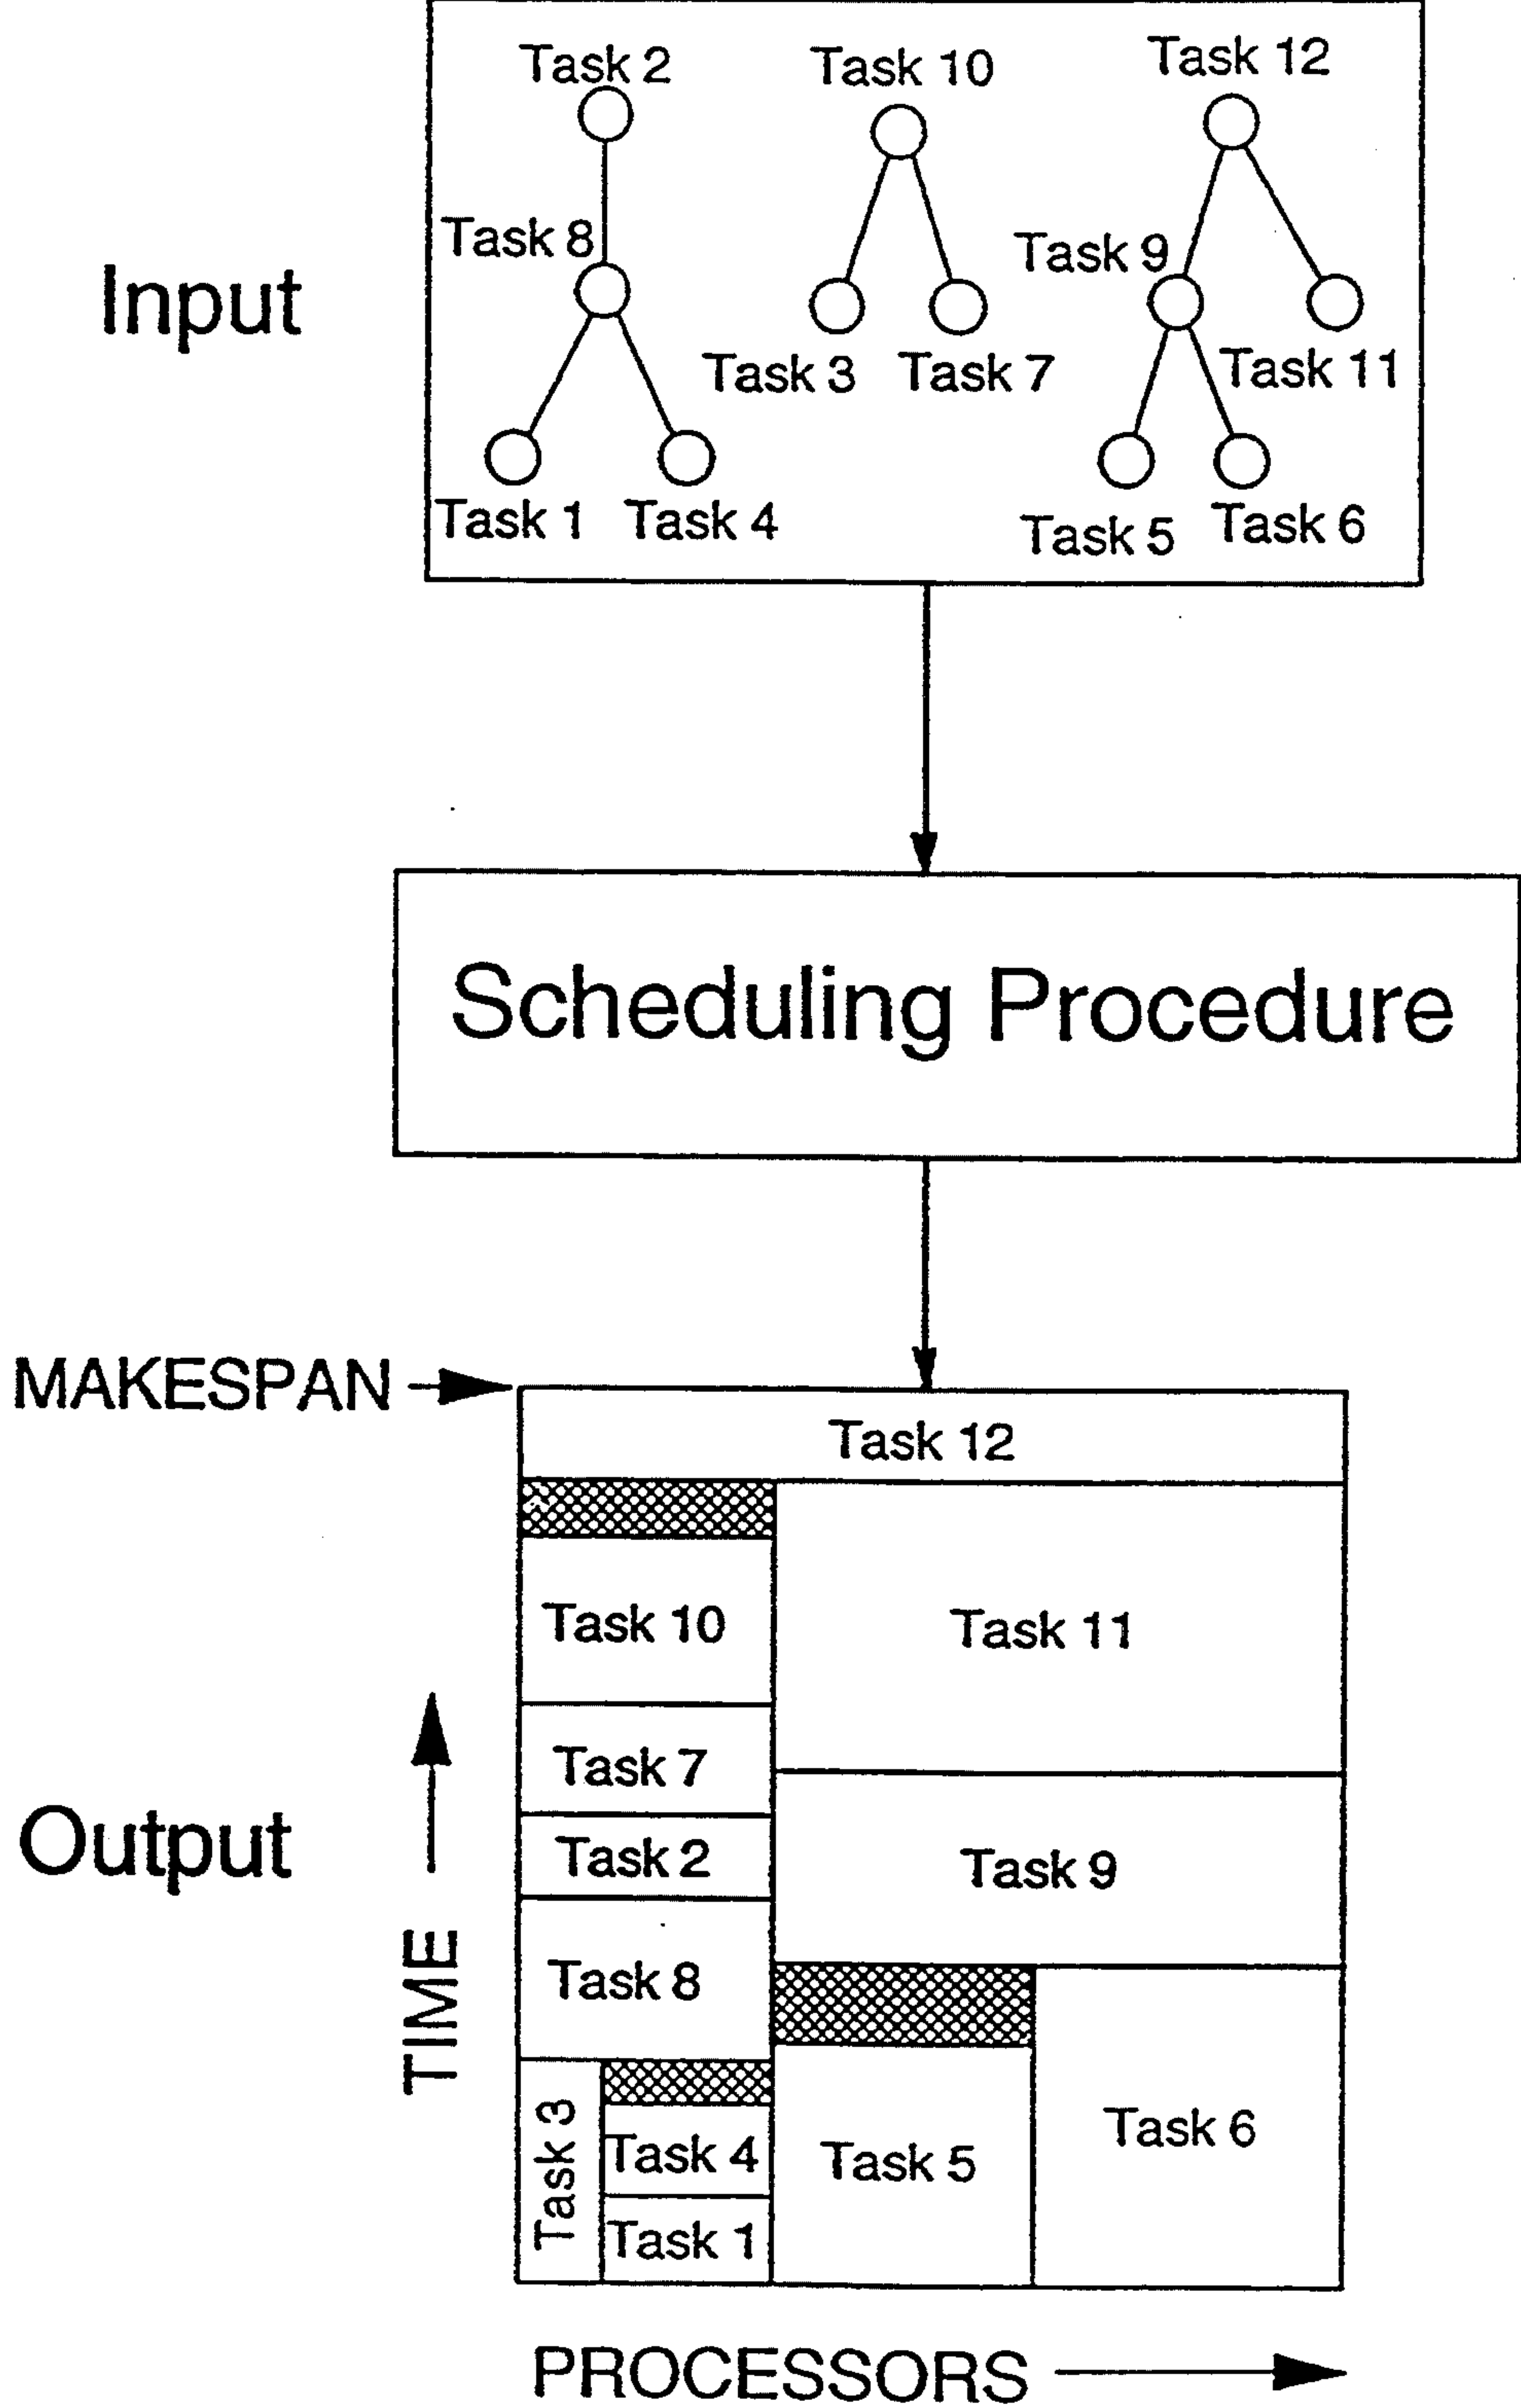 Task 2
Task 10
Task 12
Task 8
Task 9
Input
Task 3
Task 7
Task 11
Task 1
Task 4
Task 5
Task 6
Scheduling Procedure
MAKESPAN
Task 12
Task 10
Task 11
Task 7
Output
Task 2
Task 9
TIME
Task 8
Task 3
Task 4
Task 5
Task 6
Task 1
PROCESSORS